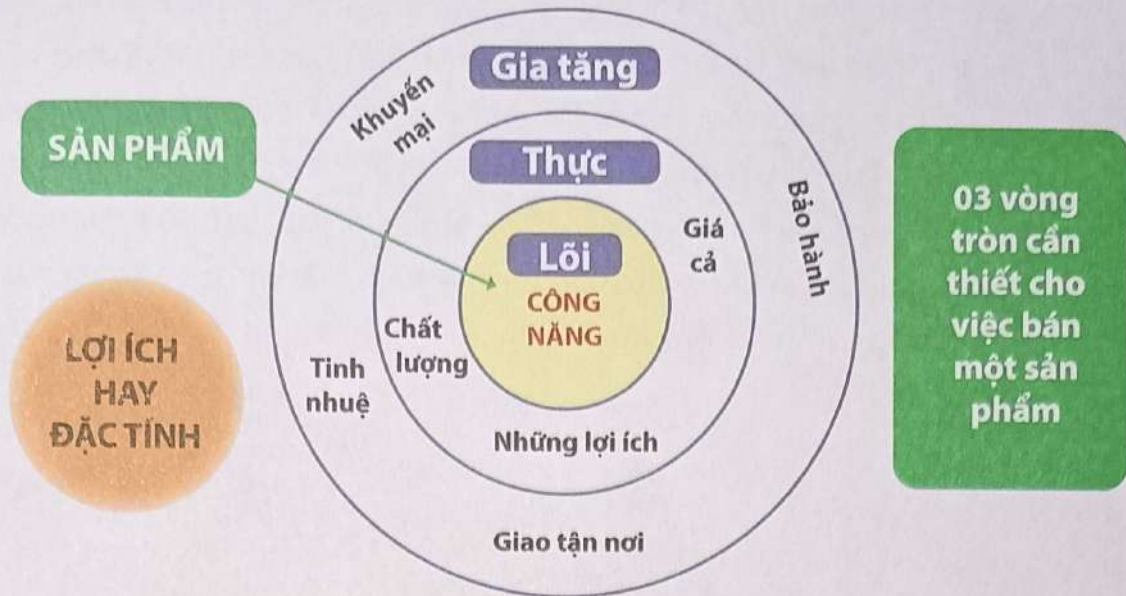 Gia tăng
Khuyến
mại
SẢN PHẨM
Thực
Bảo hành
03 vòng
tròn cần
thiết cho
việc bán
một sản
phẩm
Giá
cả
Lõi
CÔNG
NĂNG
LỢI ÍCH
HAY
ĐẶC TÍNH
Chất
lượng
Tinh
nhuệ
Những lợi ích
Giao tận nơi